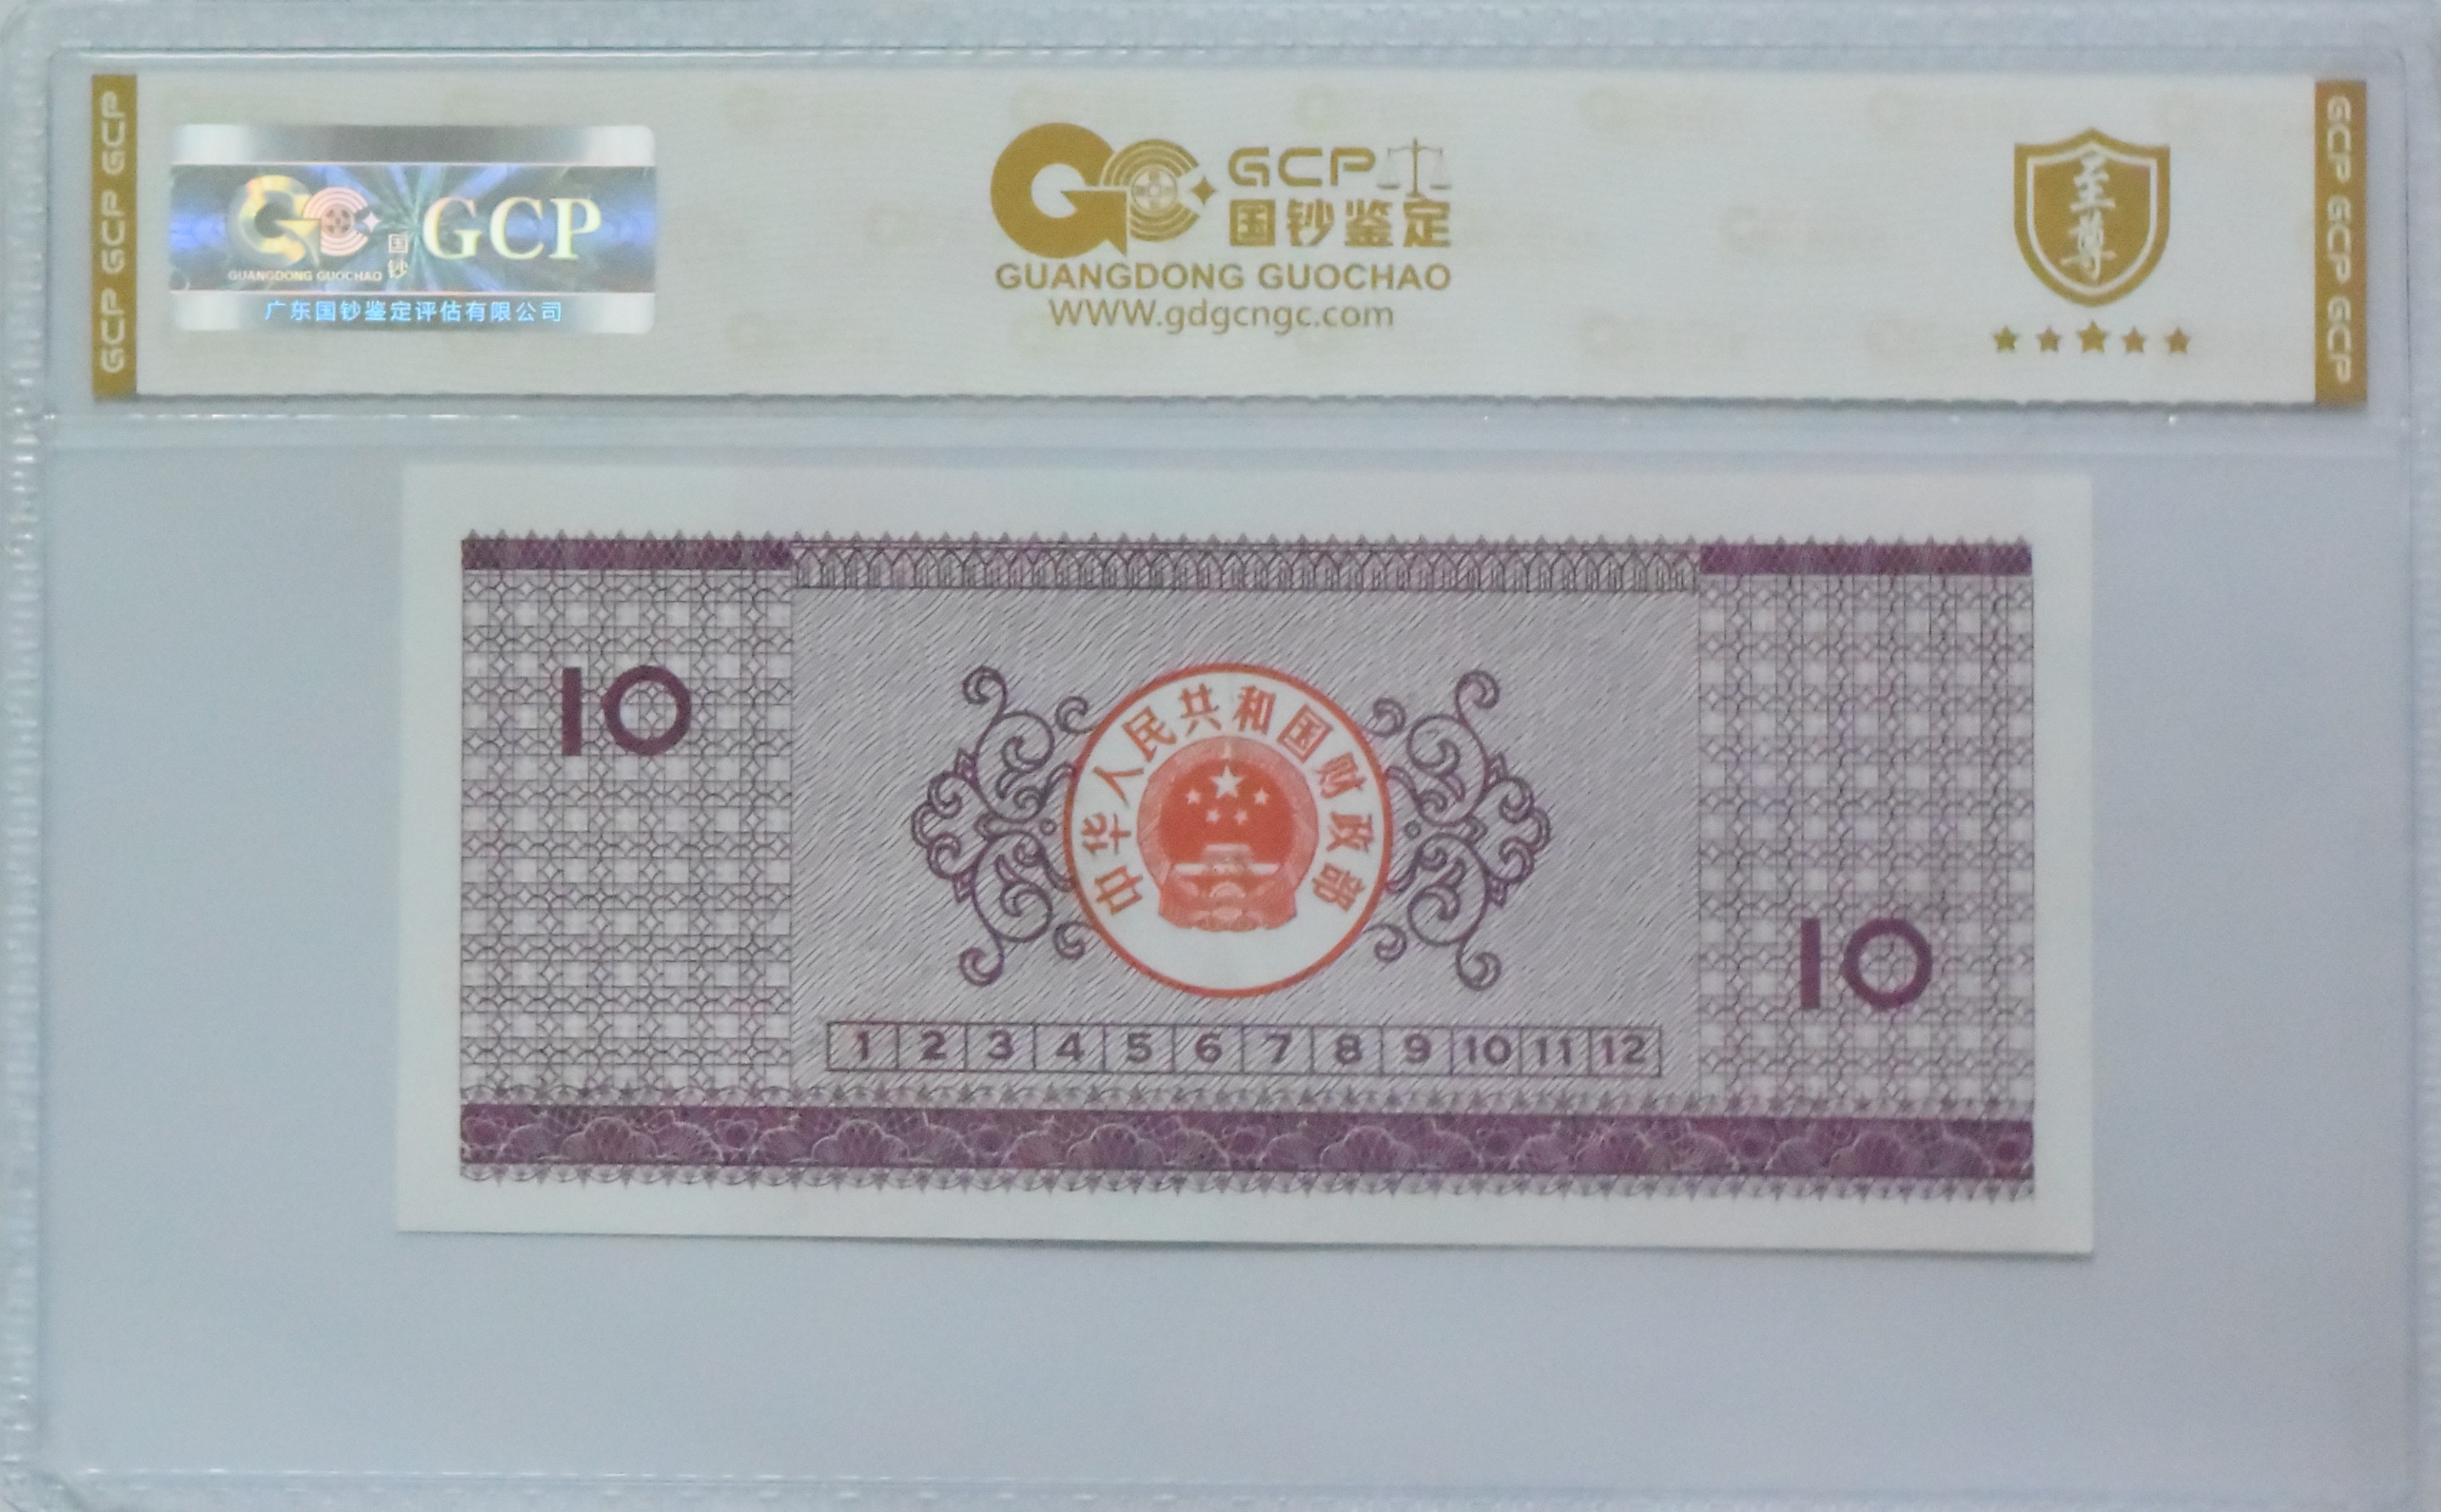 GCP GCP GCP
GUANGDONG GUOCHAO
国钞
GCP
广东国钞鉴定评估有限公司
GCP
国钞鉴定
GUANGDONG GUOCHAO
WWW.gdgcngc.com
至尊
GCP GCP GCP
10
中华人民共和国财政部
10
1 2 3 4 5 6 7 8 9 10 11 12